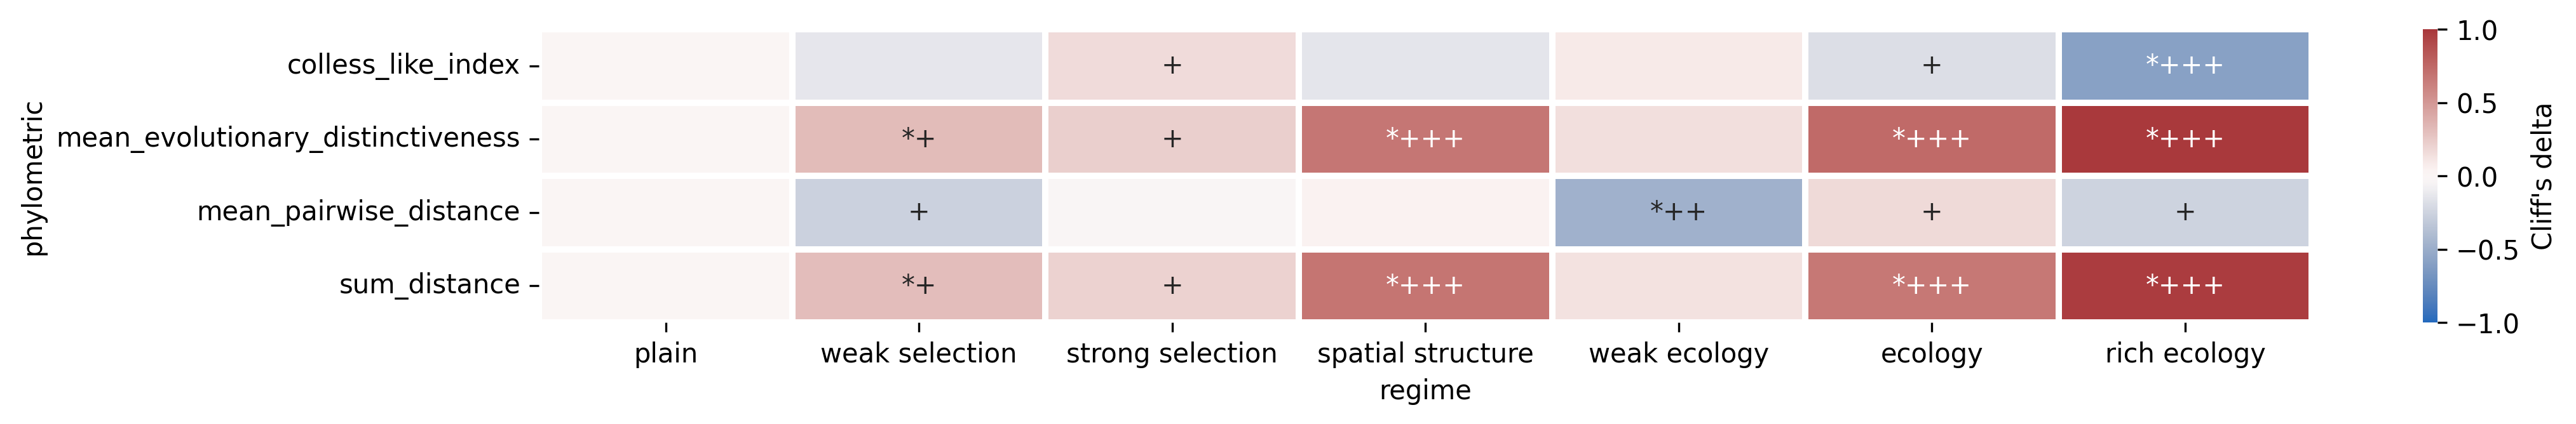 phylometric
colless_like_index
+ + *+++
mean_evolutionary_distinctiveness
*+ + *+++ *+++ *+++
mean_pairwise_distance
+ *++ + +
sum_distance
*+ + *+++ *+++ *+++
plain weak selection strong selection spatial structure weak ecology ecology rich ecology
regime
1.0
0.5
0.0
−0.5
−1.0
Cliff's delta